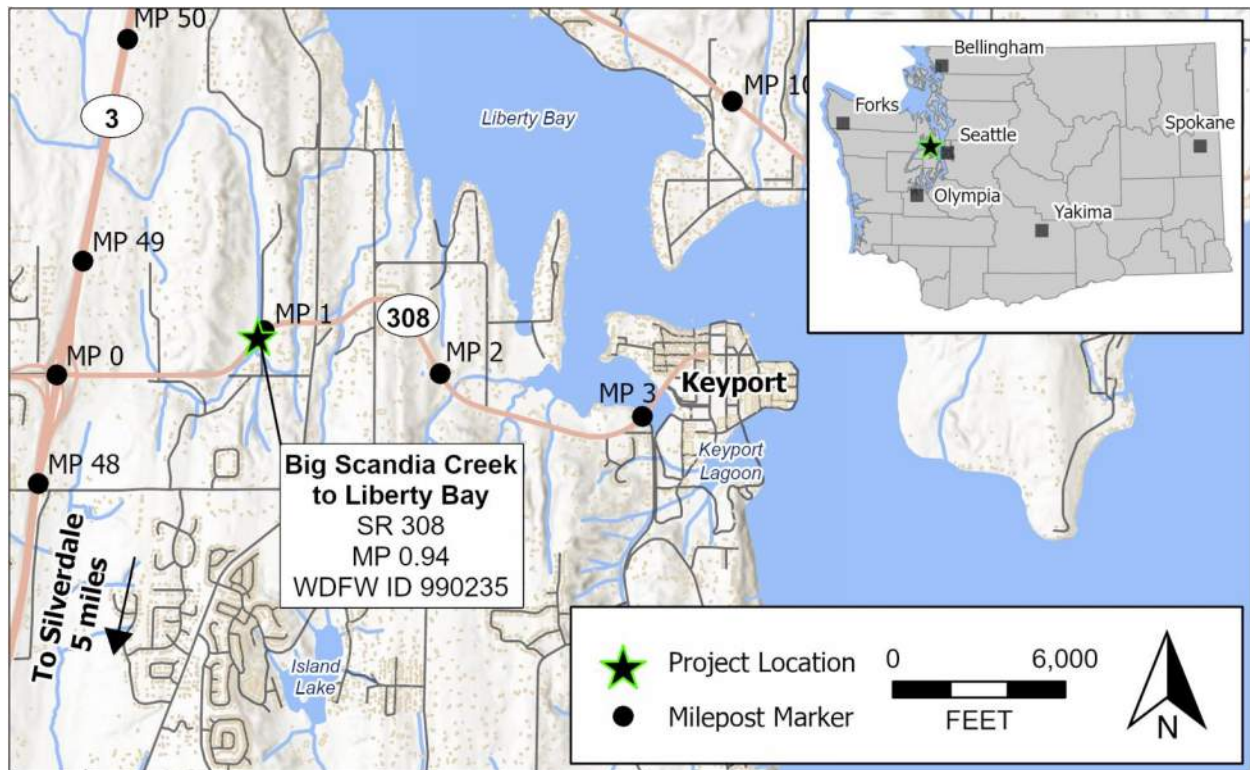 MP 50
3
MP 49
MP 0
MP 48
To Silverdale
5 miles
MP 1
Big Scandia Creek
to Liberty Bay
SR 308
MP 0.94
WDFW ID 990235
Island
Lake
Liberty Bay
308
MP 2
MP 3
Keyport
Keyport
Lagoon
MP 10
Bellingham
Forks
Seattle
Spokane
Olympia
Yakima
Project Location
Milepost Marker
0 6,000
FEET
N